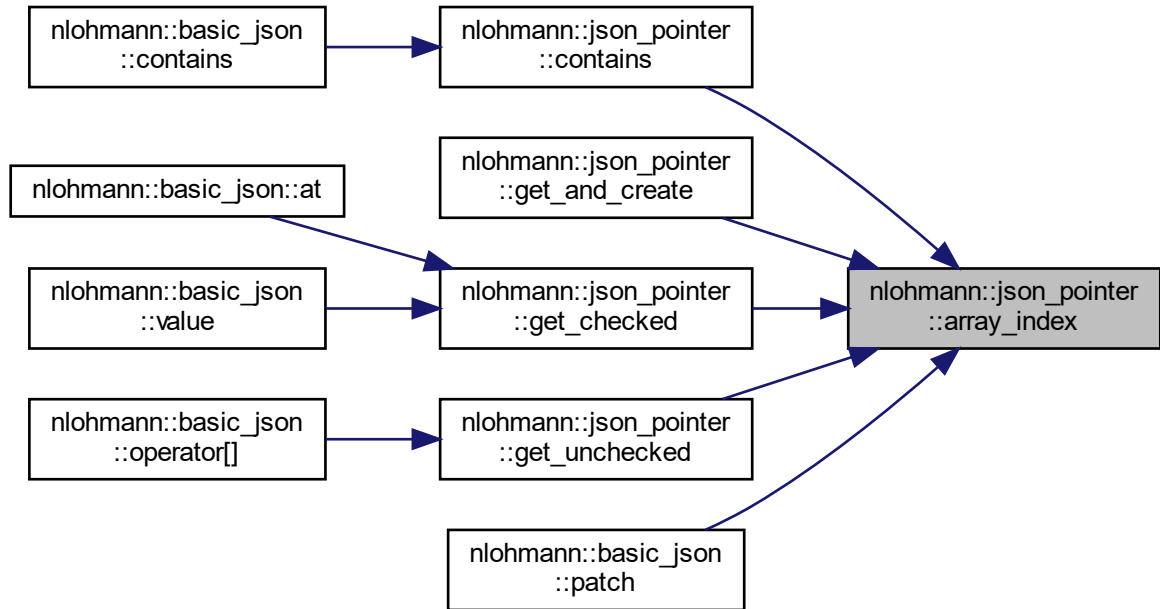 nlohmann::basic_json
::contains
nlohmann::json_pointer
::contains
nlohmann::json_pointer
::get_and_create
nlohmann::basic_json::at
nlohmann::basic_json
::value
nlohmann::json_pointer
::get_checked
nlohmann::json_pointer
::array_index
nlohmann::basic_json
::operator[]
nlohmann::json_pointer
::get_unchecked
nlohmann::basic_json
::patch